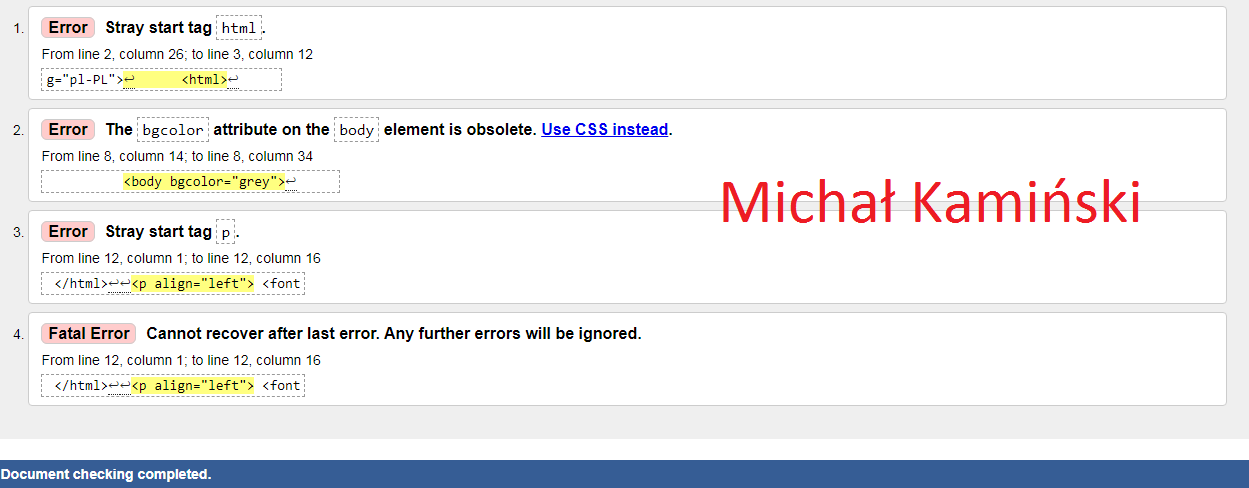 1. Error Stray start tag html.
From line 2, column 26; to line 3, column 12
g="pl-PL">↩ <html>↩
2. Error The bgcolor attribute on the body element is obsolete. Use CSS instead.
From line 8, column 14; to line 8, column 34
<body bgcolor="grey">↩
Michał Kamiński
3. Error Stray start tag p.
From line 12, column 1; to line 12, column 16
</html>↩↩<p align="left"> <font
4. Fatal Error Cannot recover after last error. Any further errors will be ignored.
From line 12, column 1; to line 12, column 16
</html>↩↩<p align="left"> <font
Document checking completed.